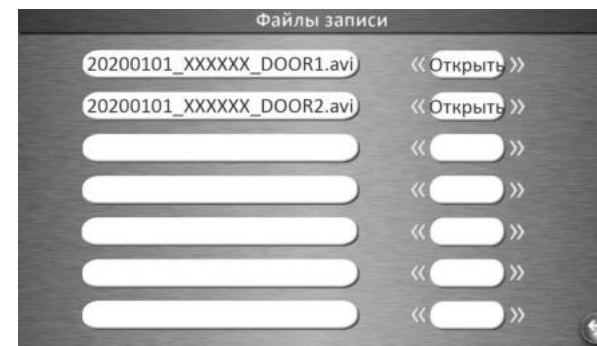 Файлы записи
20200101_XXXXXX_DOOR1.avi « Открыть »
20200101_XXXXXX_DOOR2.avi « Открыть »
« »
« »
« »
« »
« »